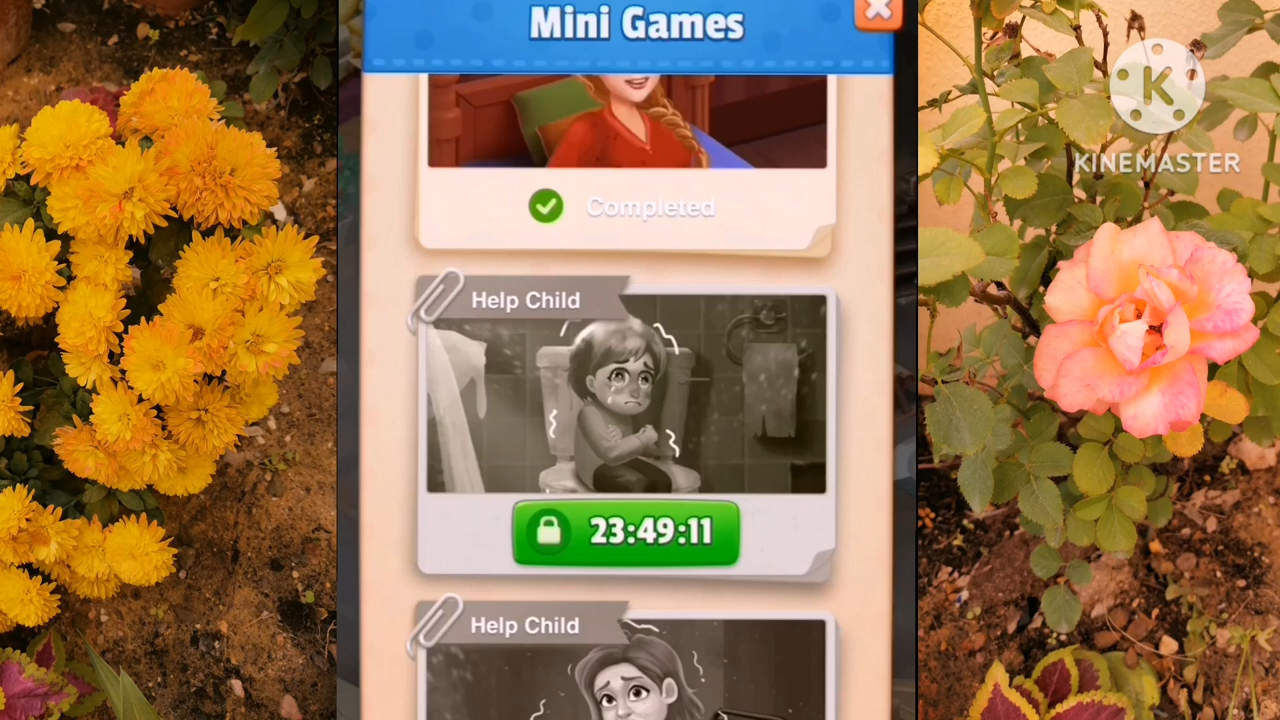 Mini Games
Completed
Help Child
23:49:11
Help Child
K
KINEMASTER